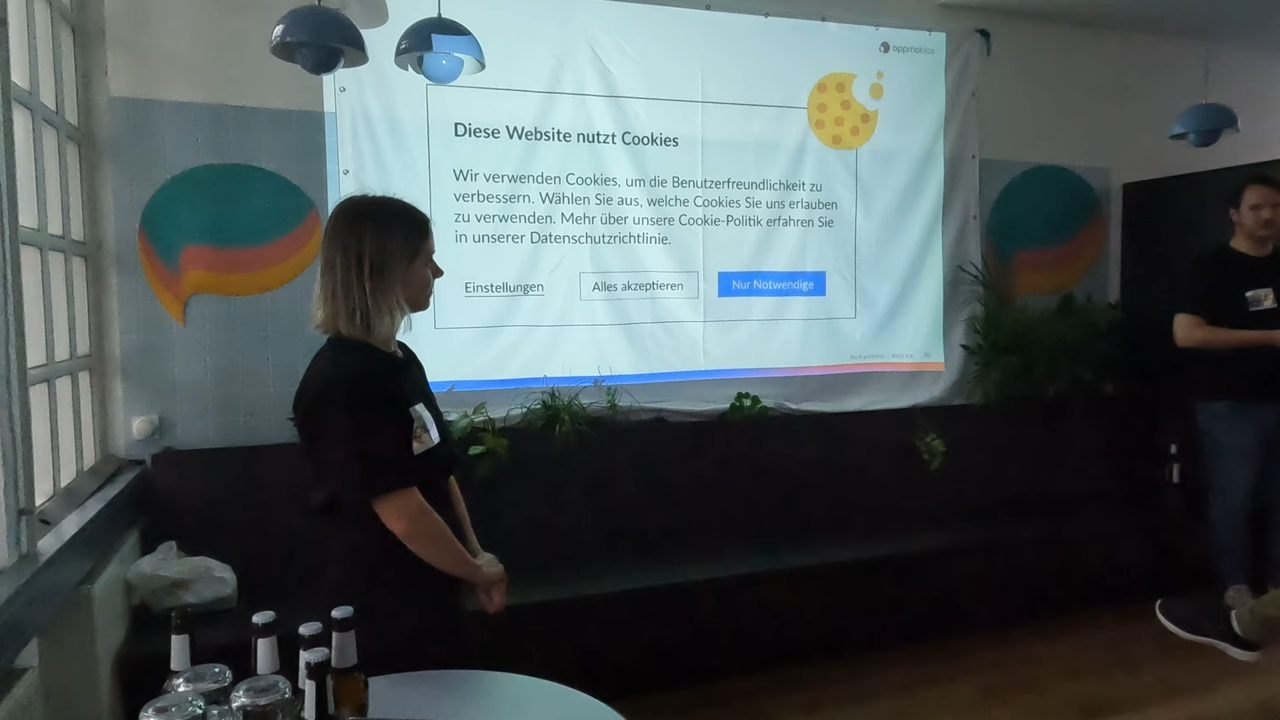 appmatics
Diese Website nutzt Cookies
Wir verwenden Cookies, um die Benutzerfreundlichkeit zu
verbessern. Wählen Sie aus, welche Cookies Sie uns erlauben
zu verwenden. Mehr über unsere Cookie-Politik erfahren Sie
in unserer Datenschutzrichtlinie.
Einstellungen
Alles akzeptieren
Nur Notwendige